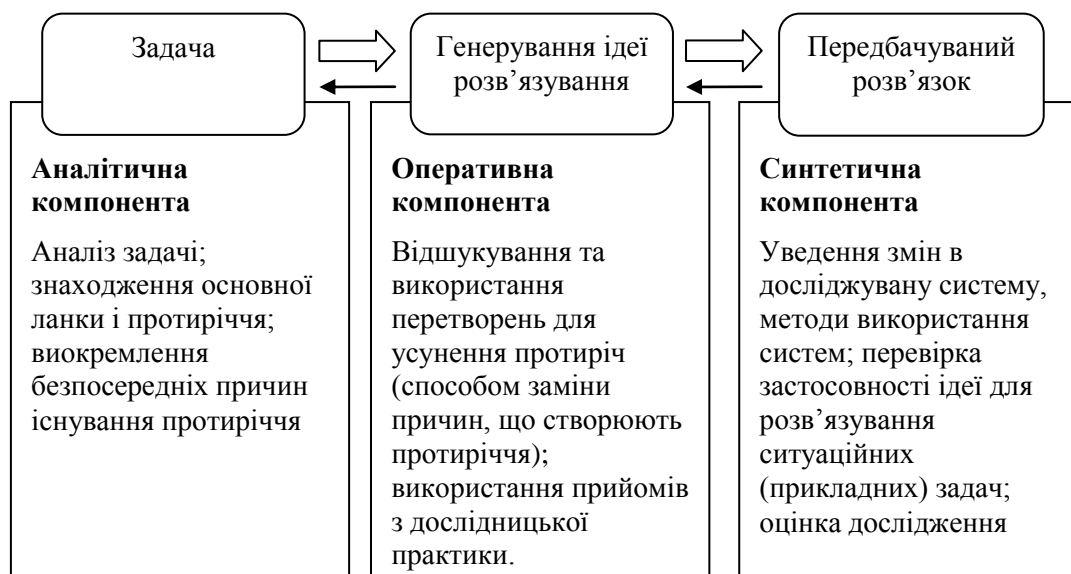 Задача
Генерування ідеї
розв’язування
Передбачуваний
розв’язок
Аналітична
компонента
Аналіз задачі;
знаходження основної
ланки і протиріччя;
виокремлення
безпосередніх причин
існування протиріччя
Оперативна
компонента
Відшукування та
використання
перетворень для
усунення протиріч
(способом заміни
причин, що створюють
протиріччя);
використання прийомів
з дослідницької
практики.
Синтетична
компонента
Уведення змін в
досліджувану систему,
методи використання
систем; перевірка
застосовності ідеї для
розв’язування
ситуаційних
(прикладних) задач;
оцінка дослідження